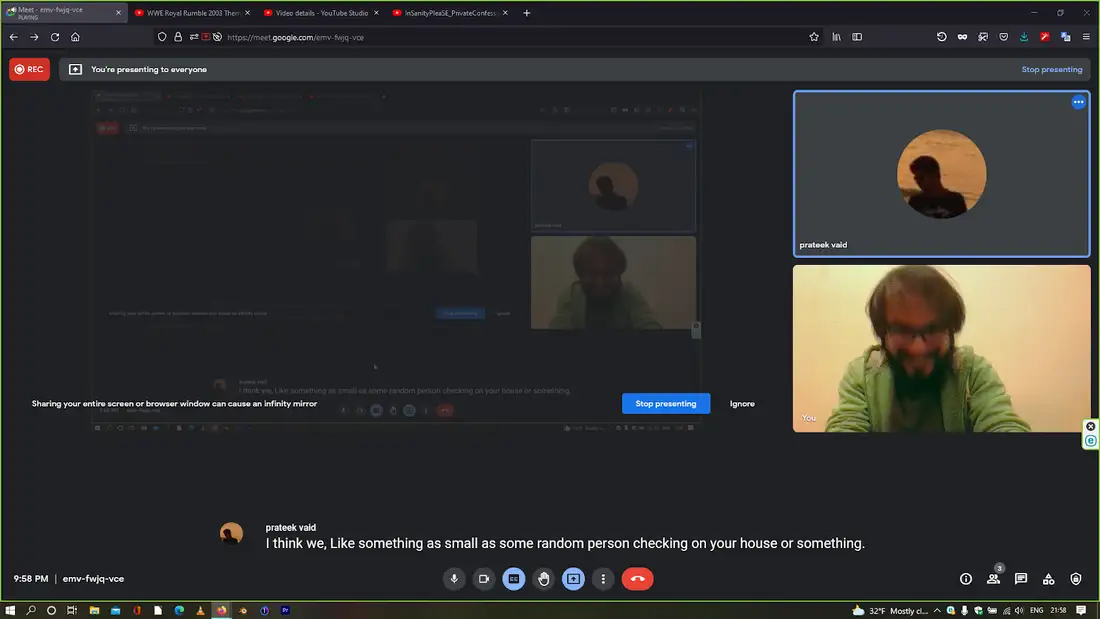 Meet - emv-fwjq-vce
PLAYING
WWE Royal Rumble 2003 Them
Video details - YouTube Studio
InSanityPleaSE_PrivateConfess
https://meet.google.com/emv-fwjq-vce
REC
You're presenting to everyone
Stop presenting
prateek vaid
Sharing your entire screen or browser window can cause an infinity mirror
Stop presenting
Ignore
You
prateek vaid
I think we, Like something as small as some random person checking on your house or something.
9:58 PM | emv-fwjq-vce
3
32°F Mostly cl...
ENG
21:58